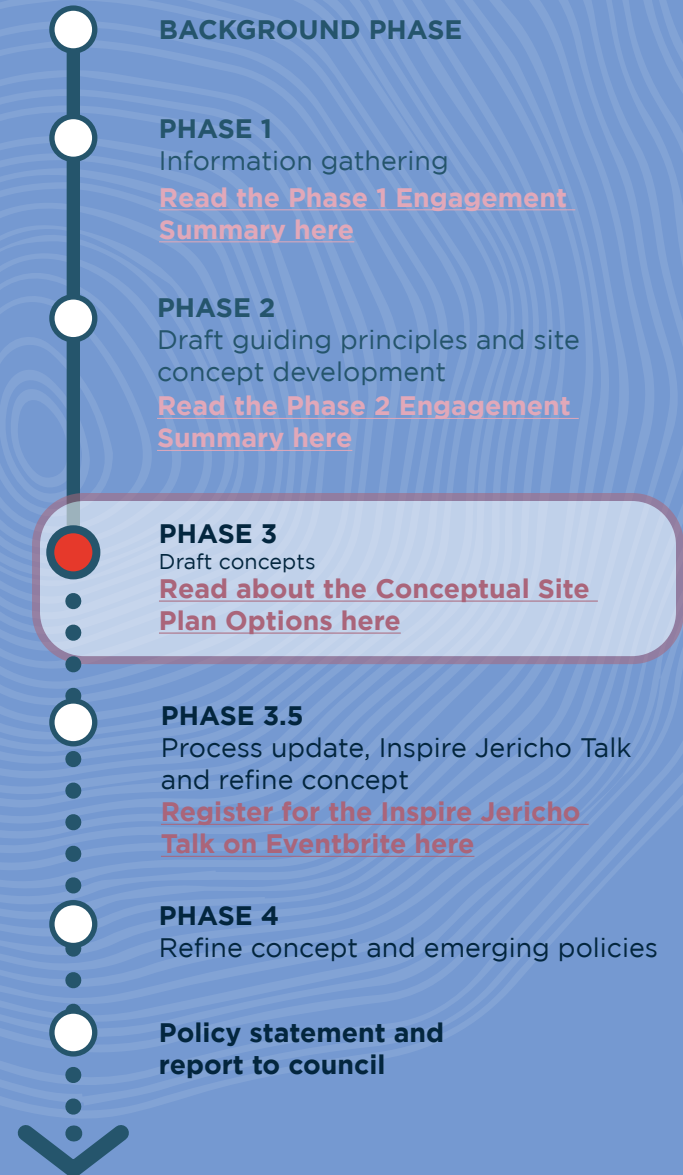 BACKGROUND PHASE
PHASE 1
Information gathering
Read the Phase 1 Engagement
Summary here
PHASE 2
Draft guiding principles and site
concept development
Read the Phase 2 Engagement
Summary here
PHASE 3
Draft concepts
Read about the Conceptual Site
Plan Options here
PHASE 3.5
Process update, Inspire Jericho Talk
and refine concept
Register for the Inspire Jericho
Talk on Eventbrite here
PHASE 4
Refine concept and emerging policies
Policy statement and
report to council